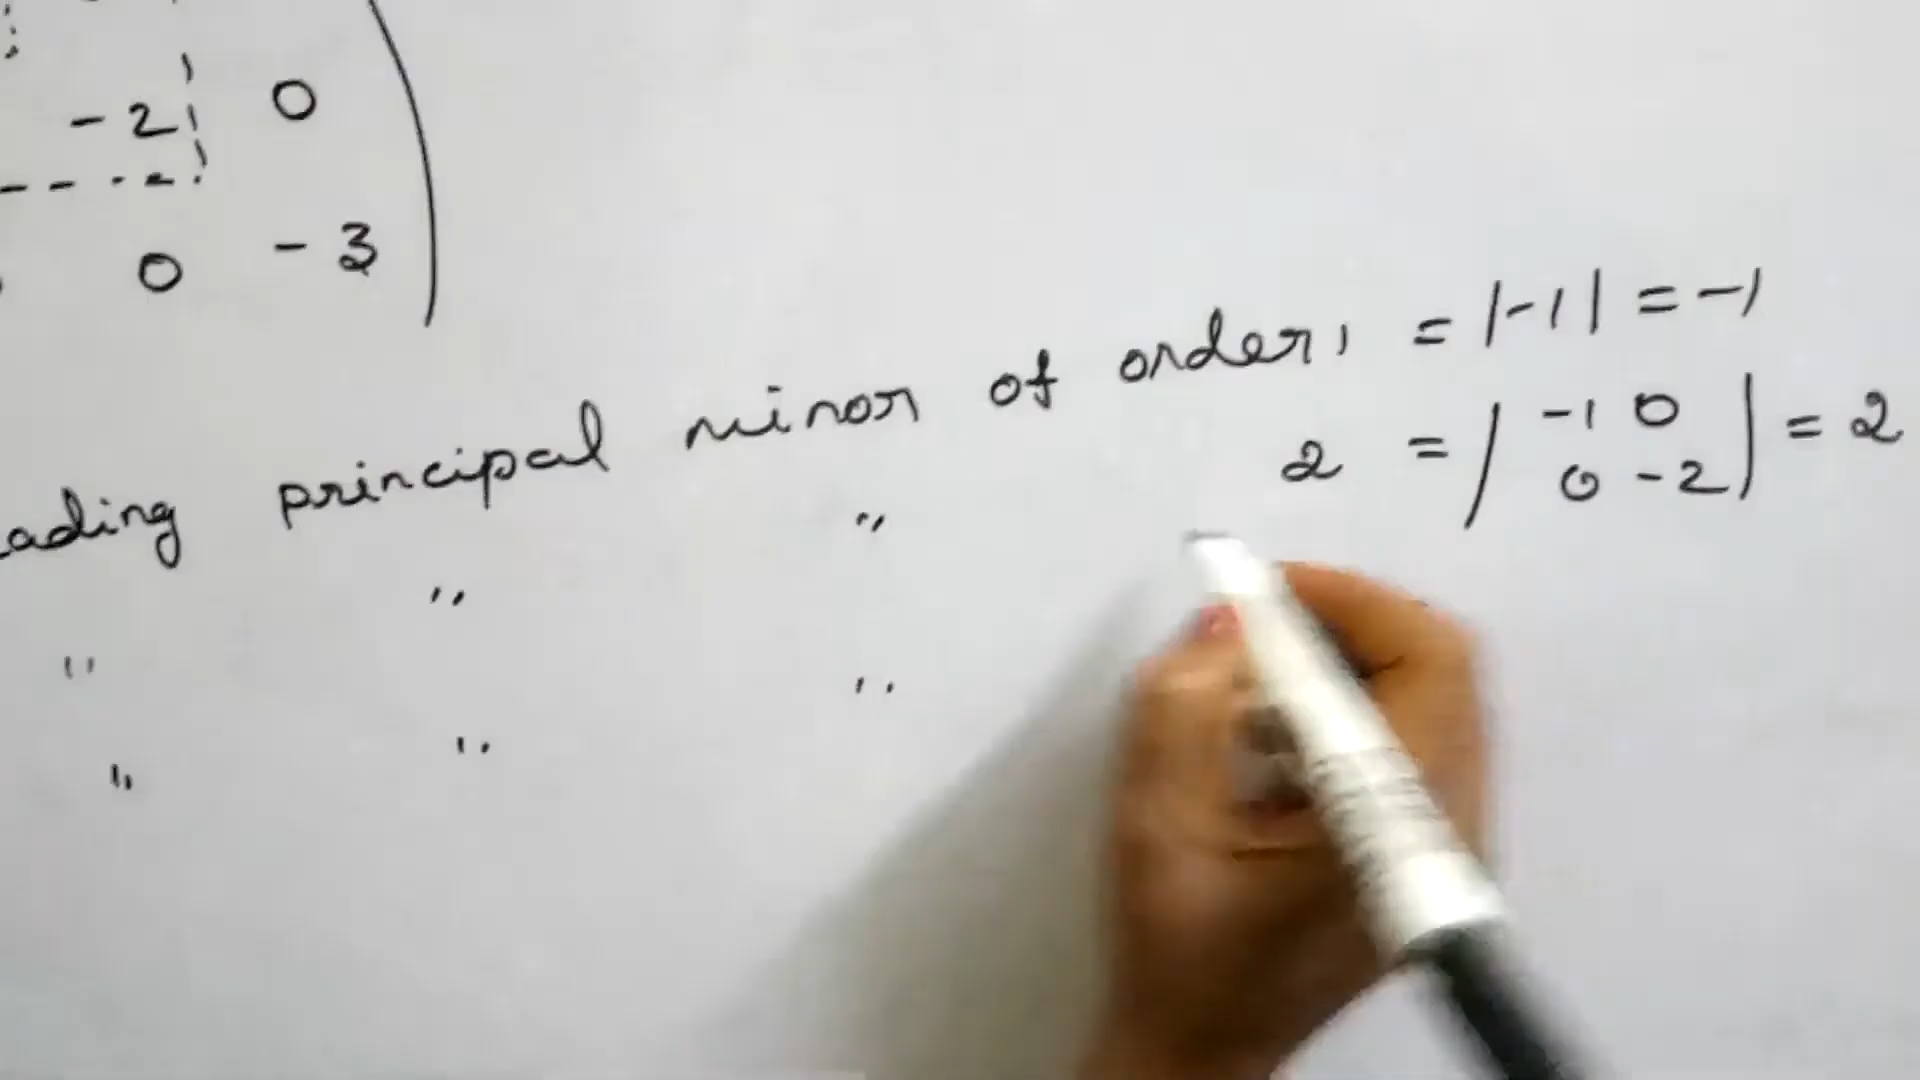 -2 0
0 -3
ading principal minor of order 1 = |-1| = -1
" " " 2 = | -1 0
0 -2 | = 2
" " "